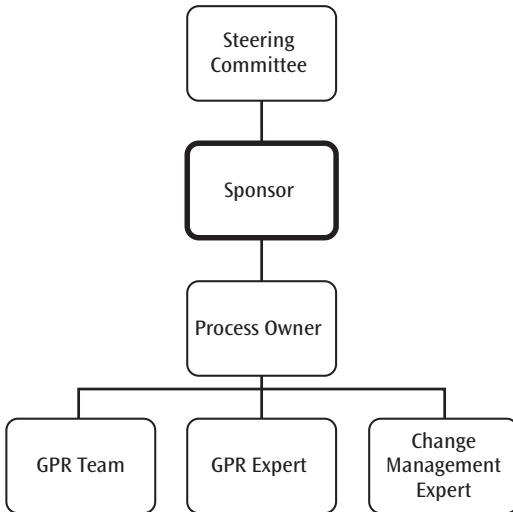 Steering
Committee
Sponsor
Process Owner
GPR Team
GPR Expert
Change
Management
Expert